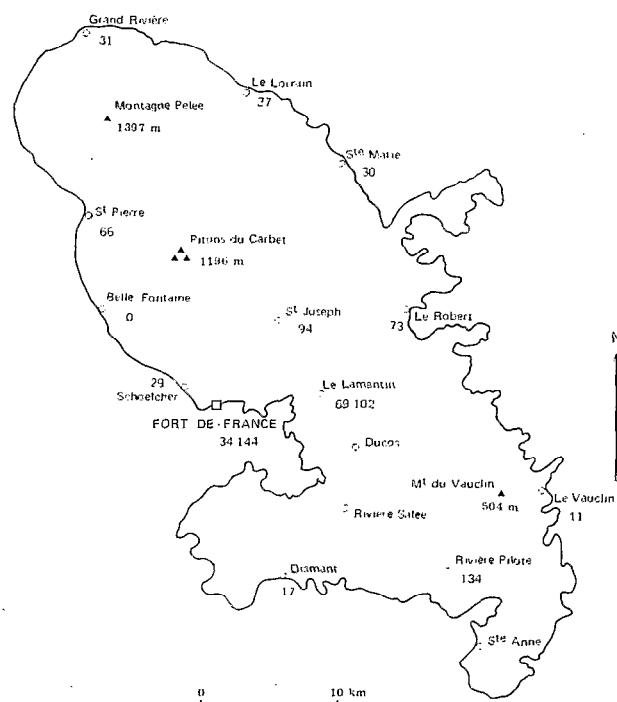 Grand Rivière
31
Le Lorrain
37
Montagne Pelée
1397 m
Ste Marie
30
St Pierre
66
Pitons du Carbet
1196 m
Belle Fontaine
0
St Joseph
94
Le Robert
73
N
29
Schoelcher
Le Lamentin
69 102
FORT DE-FRANCE
34 144
Ducos
Mt du Vauclin
504 m
Le Vauclin
11
Rivière Salée
Rivière Pilote
134
Diamant
17
Ste Anne
0 10 km